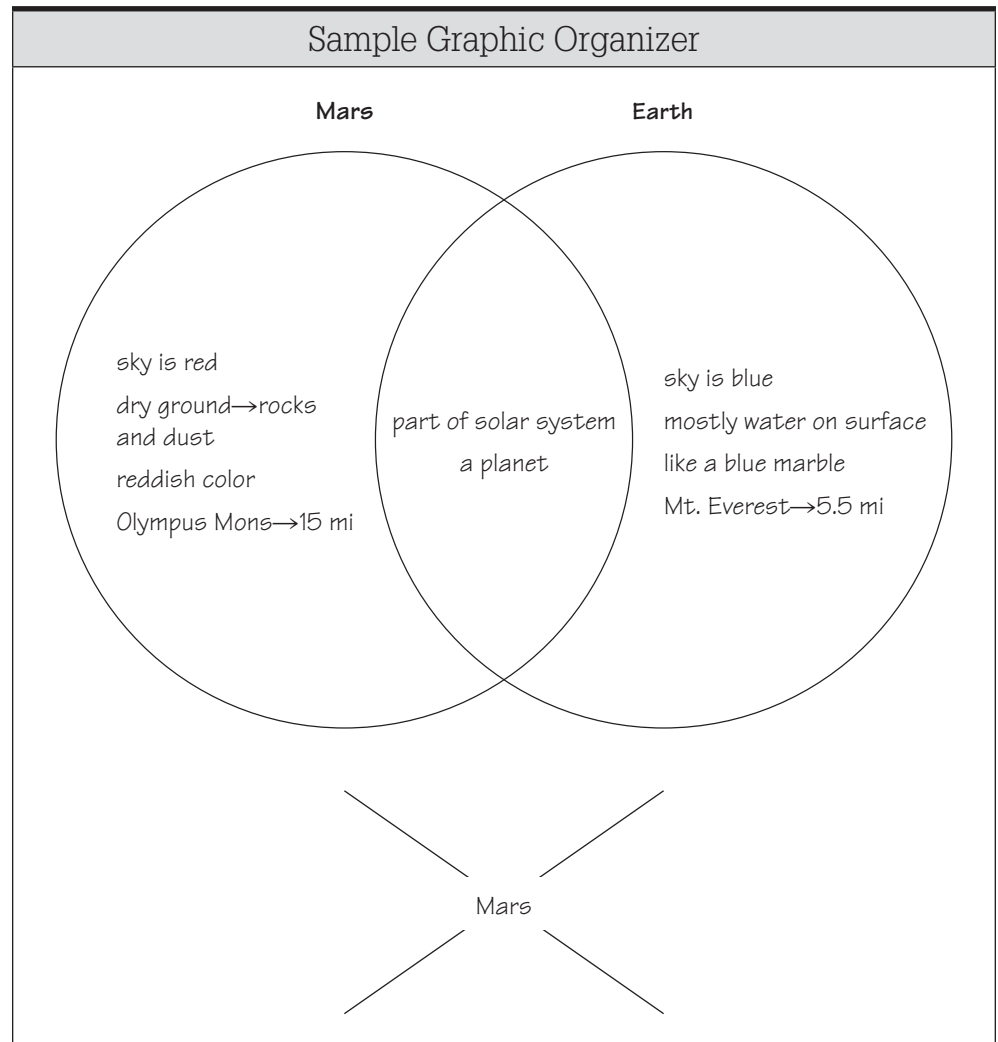 Sample Graphic Organizer
Mars
Earth
sky is red
dry ground→rocks
and dust
reddish color
Olympus Mons→15 mi
part of solar system
a planet
sky is blue
mostly water on surface
like a blue marble
Mt. Everest→5.5 mi
Mars